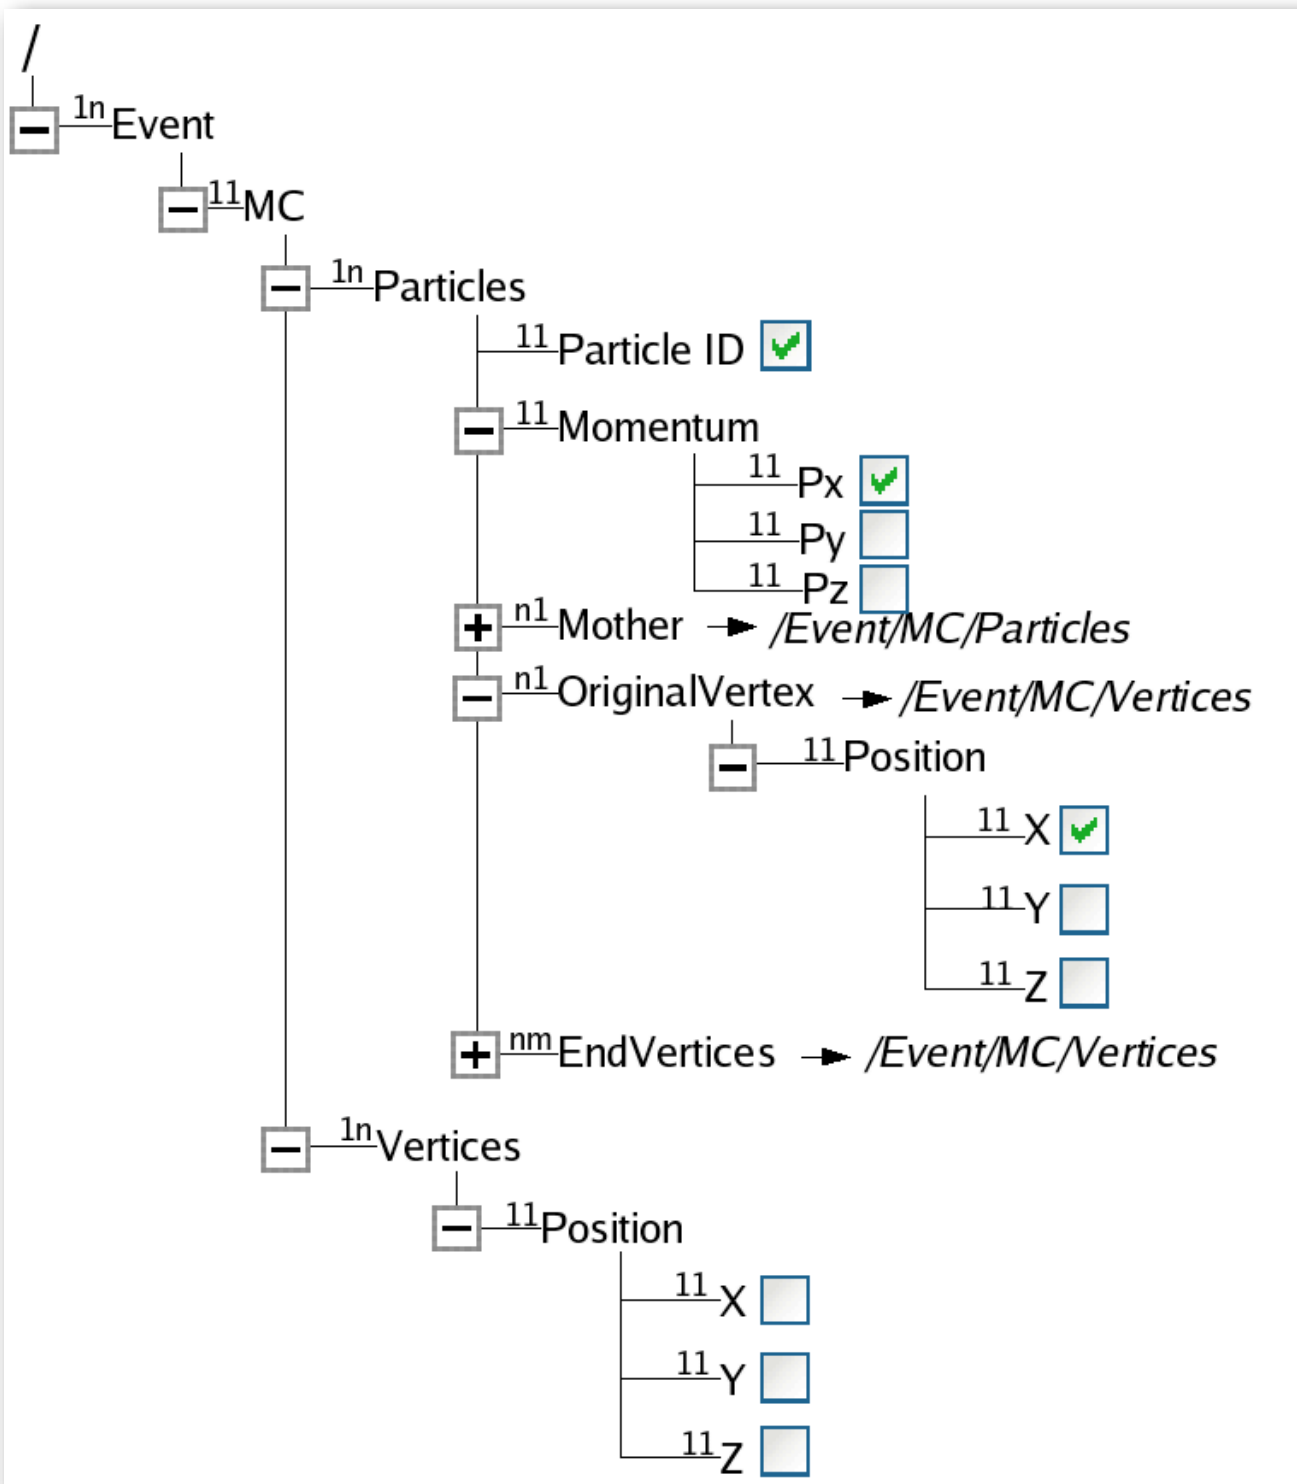 /
1n Event
11 MC
1n Particles
11 Particle ID
11 Momentum
11 Px
11 Py
11 Pz
n1 Mother /Event/MC/Particles
n1 OriginalVertex /Event/MC/Vertices
11 Position
11 X
11 Y
11 Z
nm EndVertices /Event/MC/Vertices
1n Vertices
11 Position
11 X
11 Y
11 Z